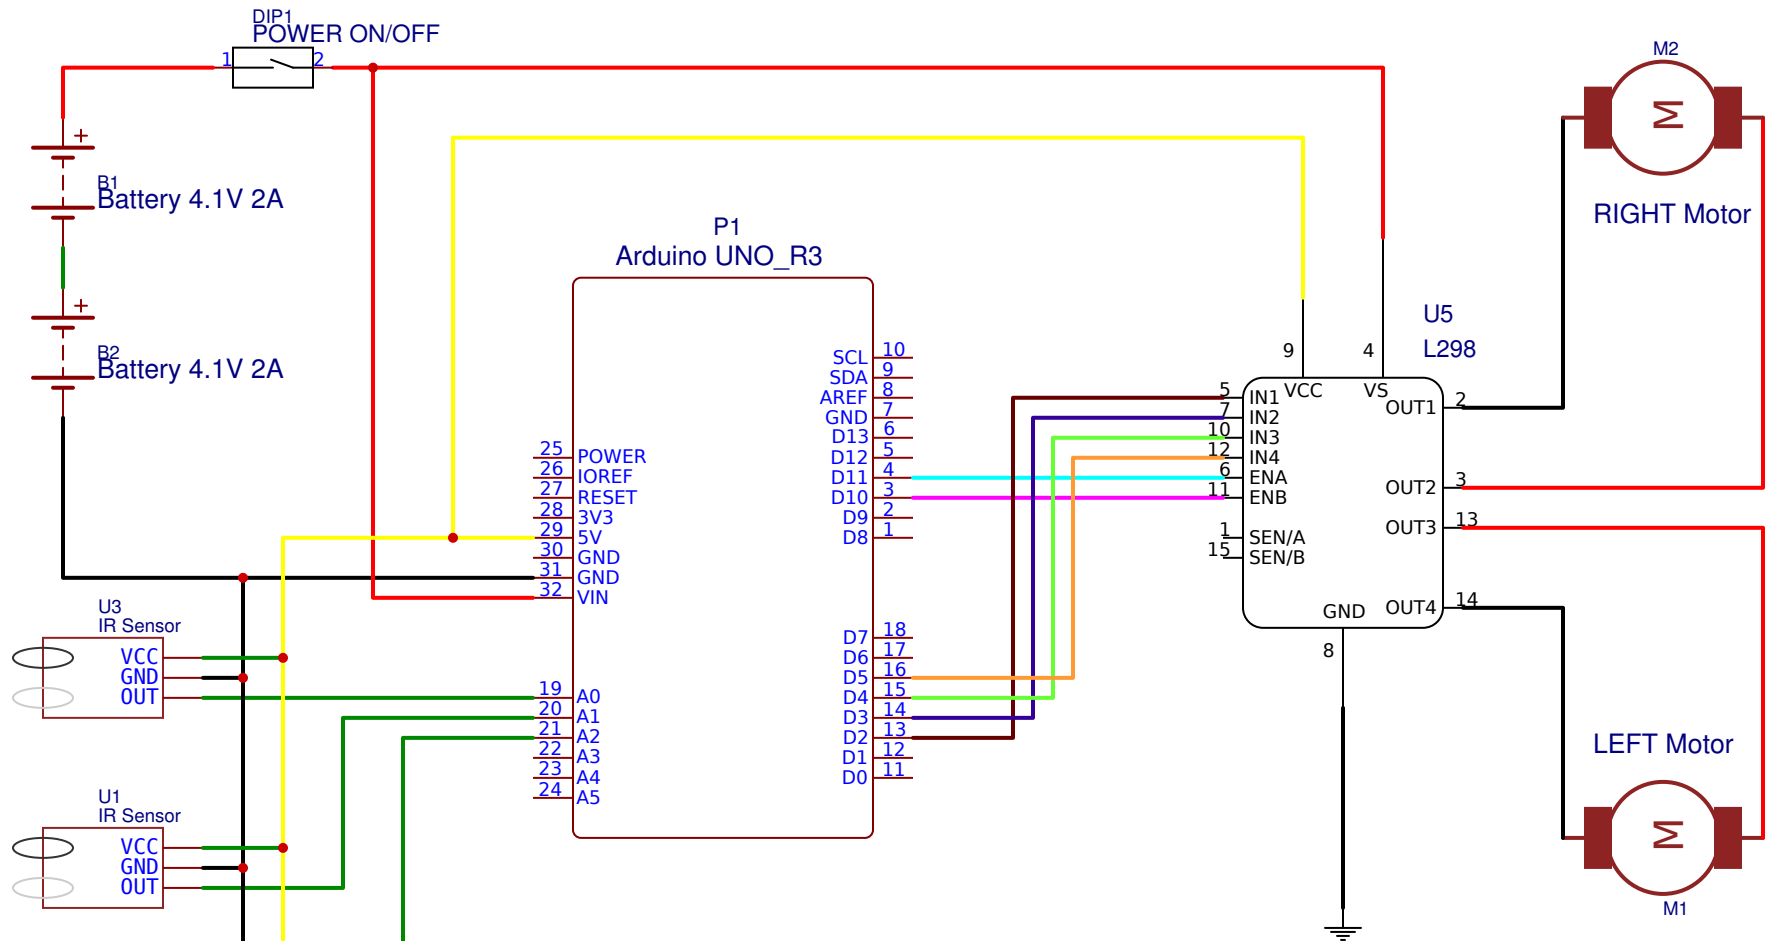 DIP1
POWER ON/OFF
1
2
+
B1
Battery 4.1V 2A
+
B2
Battery 4.1V 2A
P1
Arduino UNO_R3
SCL 10
SDA 9
AREF 8
GND 7
D13 6
D12 5
D11 4
D10 3
D9 2
D8 1
D7 18
D6 17
D5 16
D4 15
D3 14
D2 13
D1 12
D0 11
25 POWER
26 IOREF
27 RESET
28 3V3
29 5V
30 GND
31 GND
32 VIN
19 A0
20 A1
21 A2
22 A3
23 A4
24 A5
U3
IR Sensor
VCC
GND
OUT
U1
IR Sensor
VCC
GND
OUT
U5
L298
9 VCC
4 VS
5 IN1
7 IN2
10 IN3
12 IN4
6 ENA
11 ENB
1 SEN/A
15 SEN/B
OUT1 2
OUT2 3
OUT3 13
OUT4 14
GND
8
M2
M
RIGHT Motor
LEFT Motor
M
M1